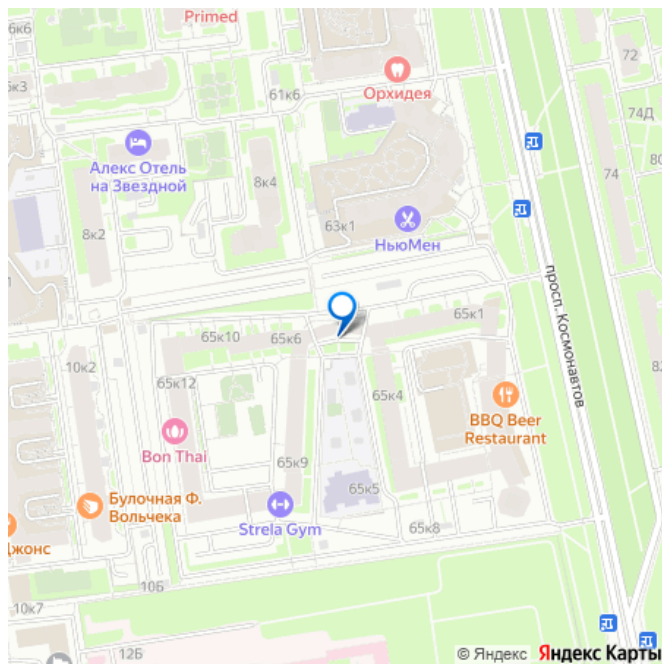 6к6
Primed
72
6к3
61к6
Орхидея
74Д
80
Алекс Отель
на Звездной
8к4
74
8к2
63к1
НьюМен
просп. Космонавтов
65к10
65к6
65к1
10к2
65к12
65к4
BBQ Beer
Restaurant
Bon Thai
65к9
65к5
Булочная Ф.
Вольчека
Strela Gym
65к8
Джонс
10Б
10к7
12Б
© Яндекс Яндекс Карты